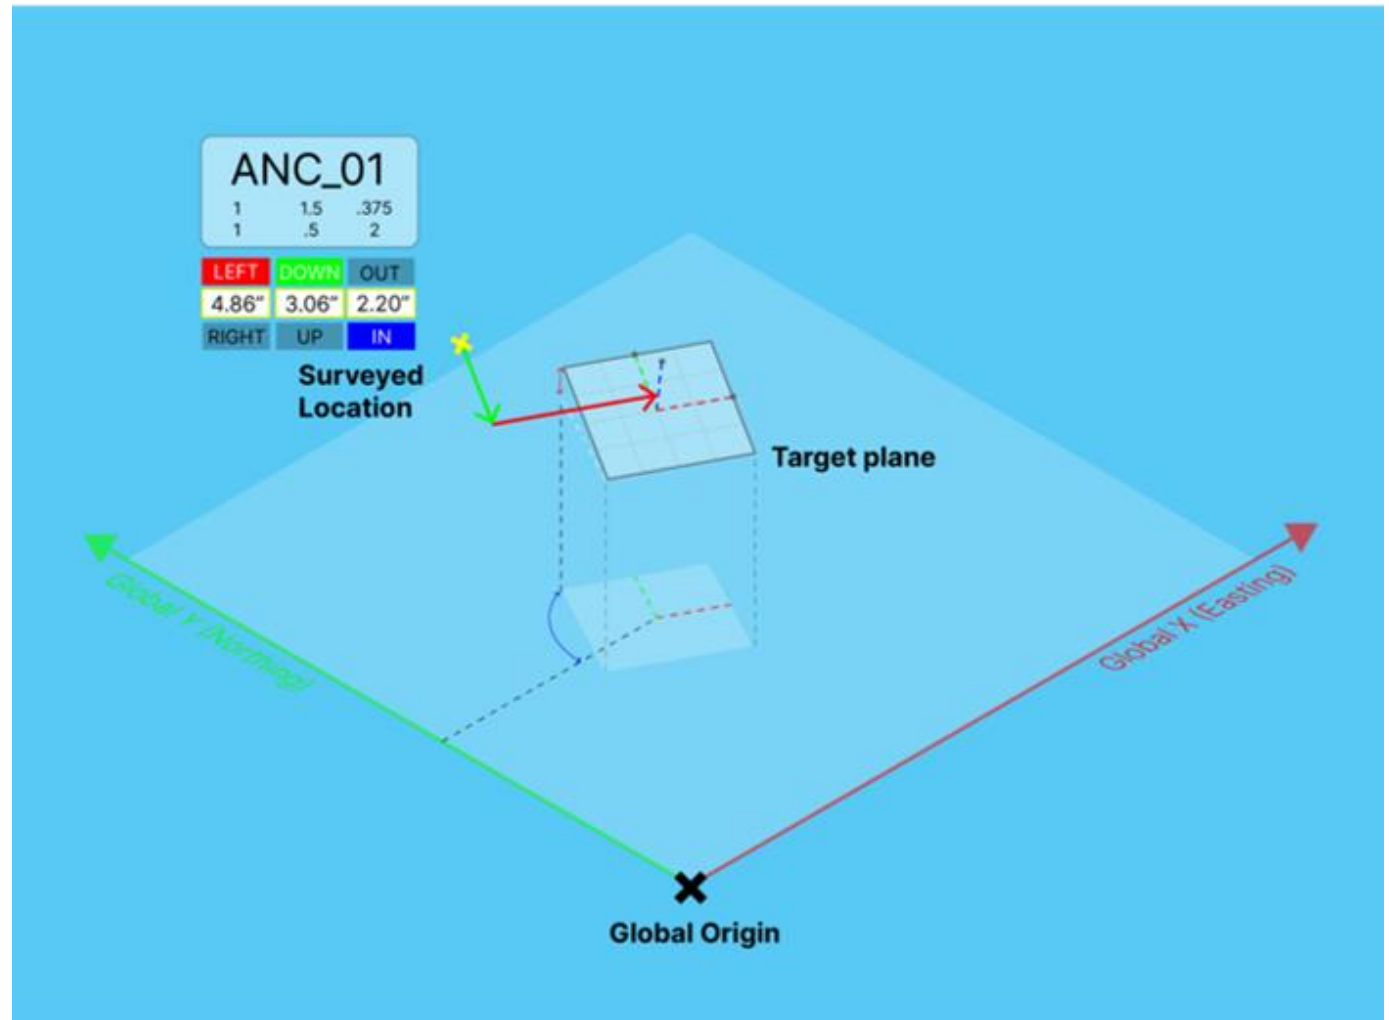 ANC_01
1 1.5 .375
1 .5 2
LEFT DOWN OUT
4.86” 3.06” 2.20”
RIGHT UP IN
Surveyed
Location
Target plane
Global Y (Northing)
Global X (Easting)
Global Origin